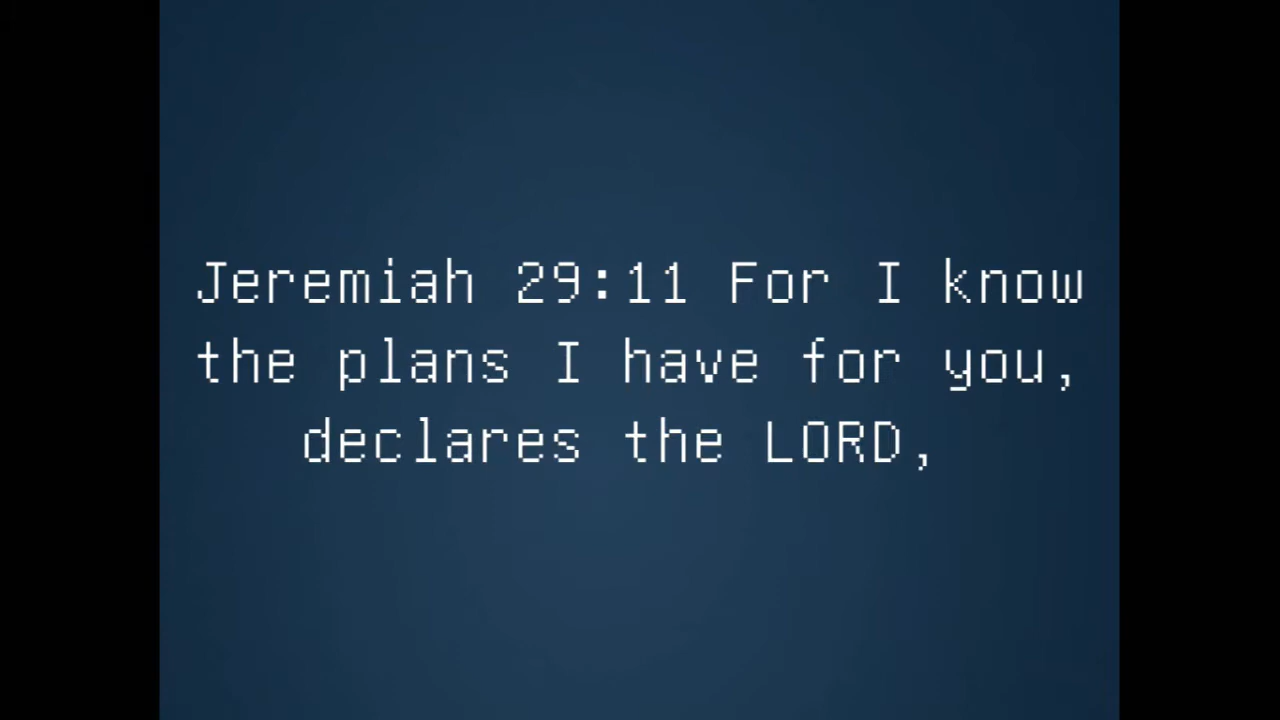 Jeremiah 29:11 For I know
the plans I have for you,
declares the LORD,